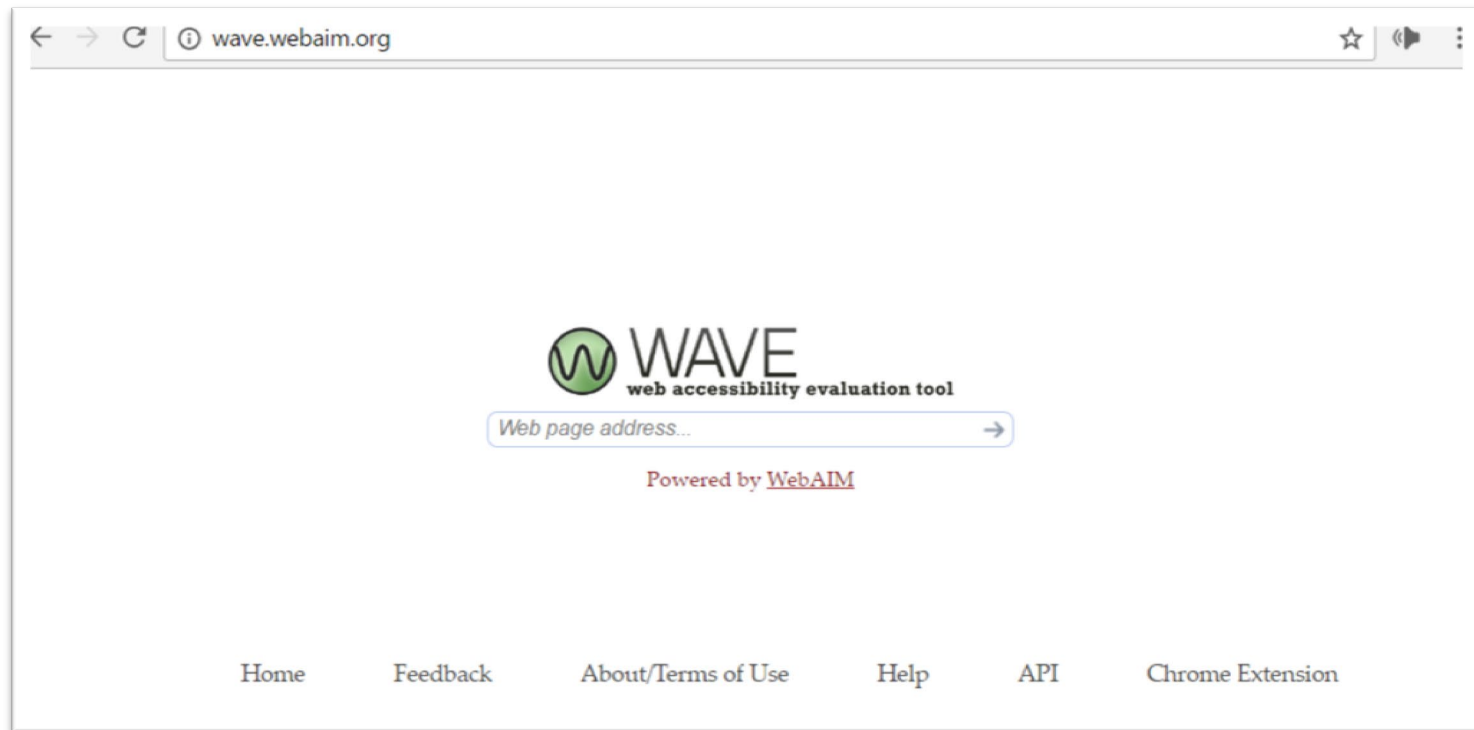 wave.webaim.org
WAVE
web accessibility evaluation tool
Web page address...
Powered by WebAIM
Home Feedback About/Terms of Use Help API Chrome Extension